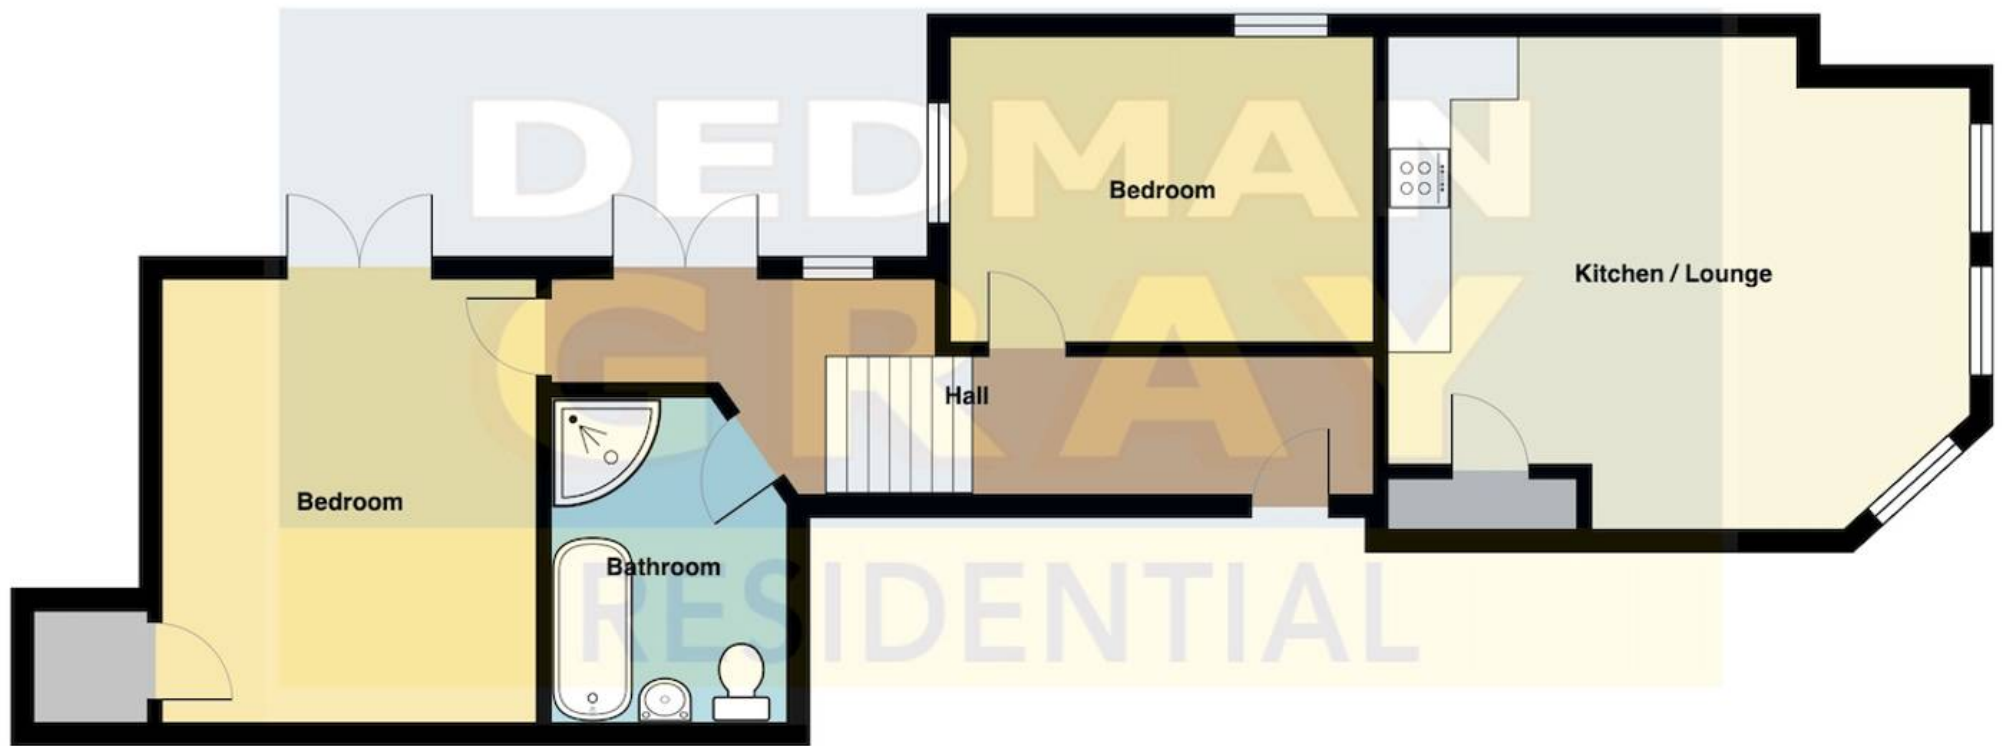 DEDMAN
GRAY
RESIDENTIAL
Bedroom
Kitchen / Lounge
Hall
Bedroom
Bathroom